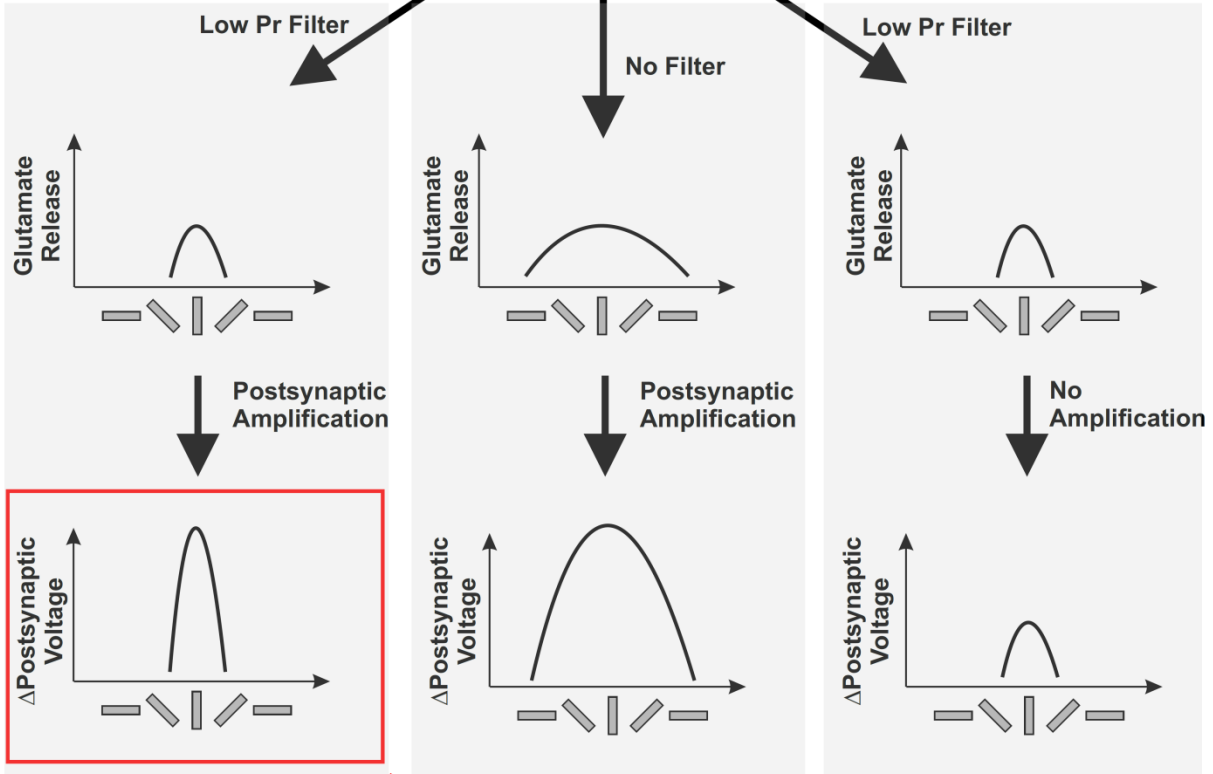 Low Pr Filter
No Filter
Low Pr Filter
Glutamate
Release
Glutamate
Release
Glutamate
Release
Postsynaptic
Amplification
Postsynaptic
Amplification
No
Amplification
ΔPostsynaptic
Voltage
ΔPostsynaptic
Voltage
ΔPostsynaptic
Voltage